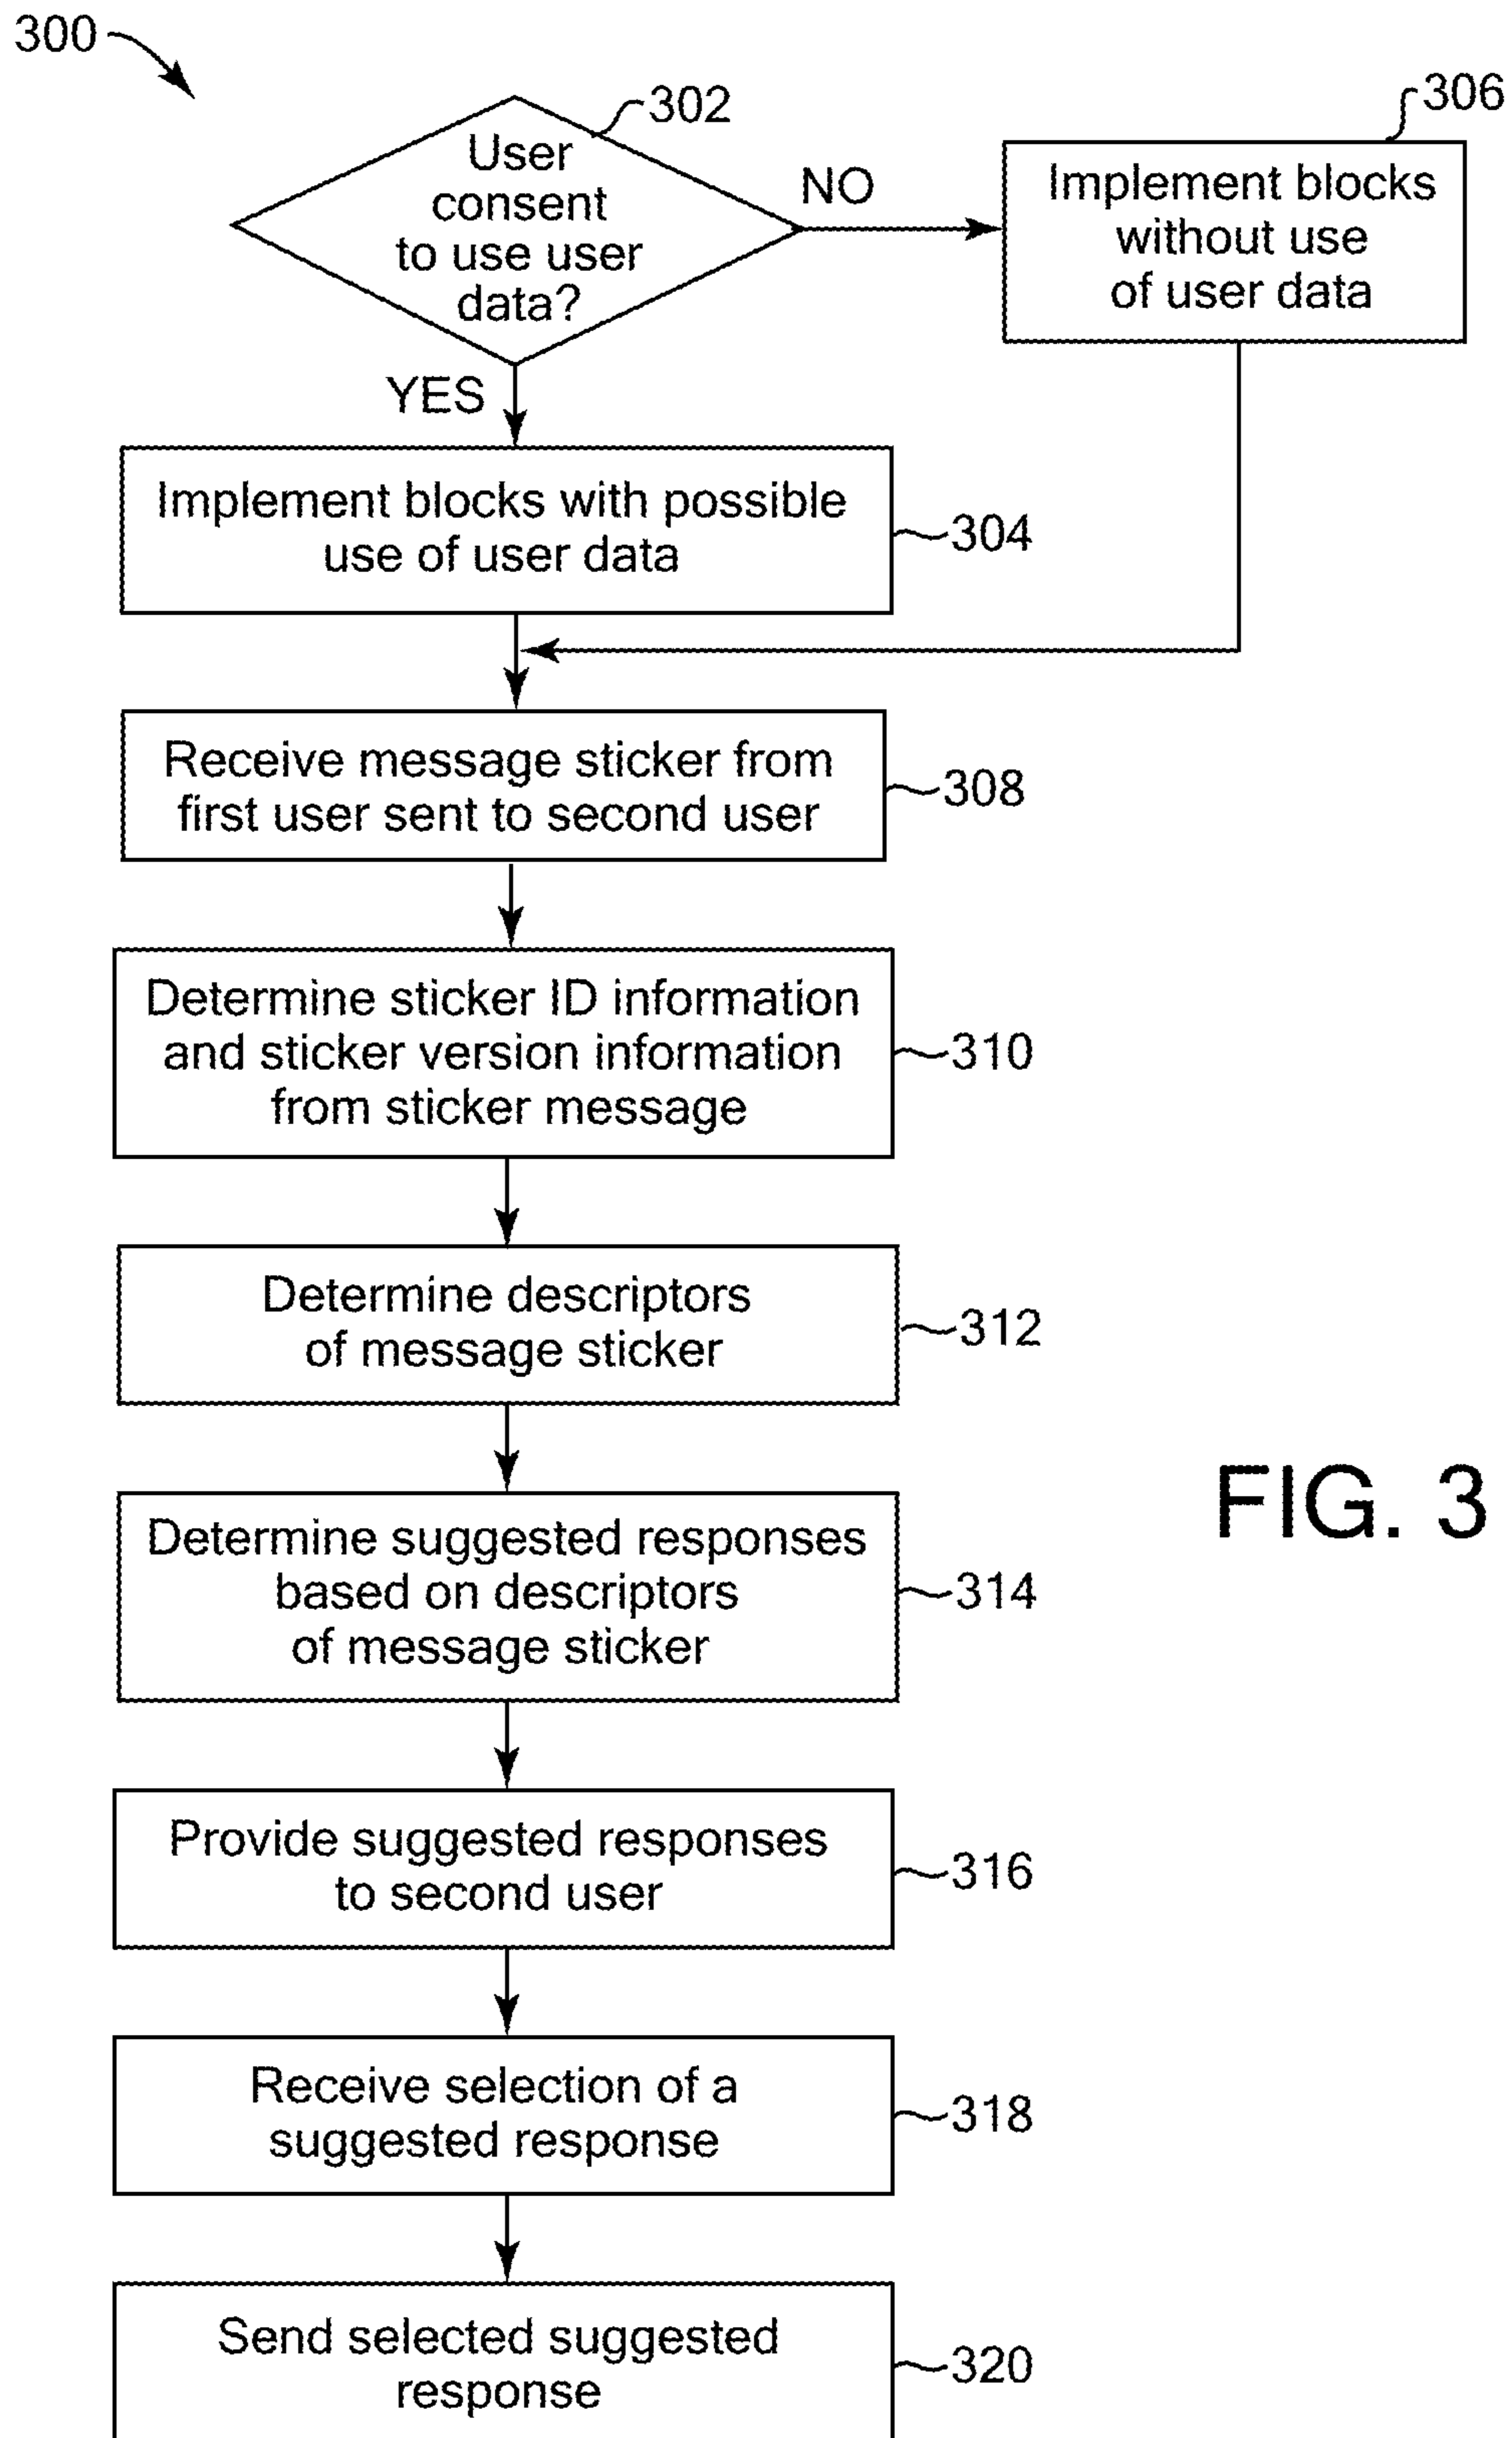 300
302
User
consent
to use user
data?
NO
306
Implement blocks
without use
of user data
YES
Implement blocks with possible
use of user data
304
Receive message sticker from
first user sent to second user
308
Determine sticker ID information
and sticker version information
from sticker message
310
Determine descriptors
of message sticker
312
Determine suggested responses
based on descriptors
of message sticker
314
FIG. 3
Provide suggested responses
to second user
316
Receive selection of a
suggested response
318
Send selected suggested
response
320